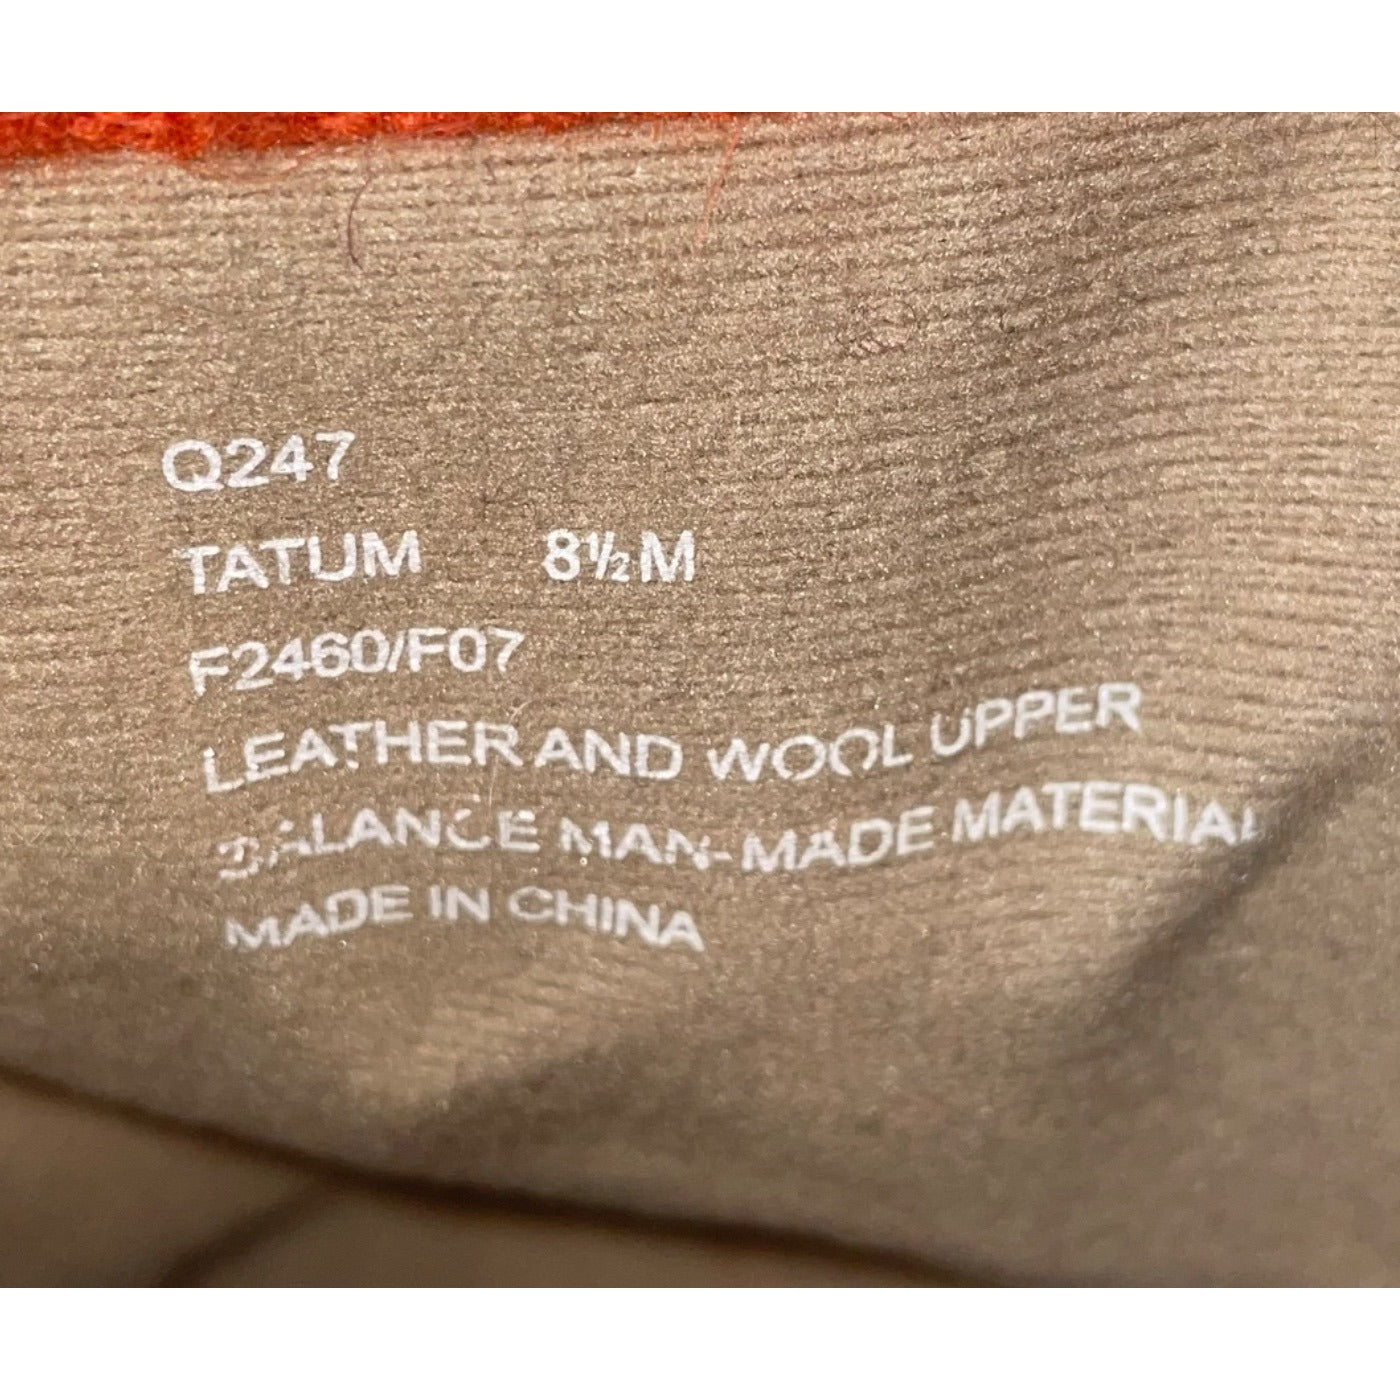 Q247
TATUM 8½M
F2460/F07
LEATHER AND WOOL UPPER
BALANCE MAN-MADE MATERIAL
MADE IN CHINA